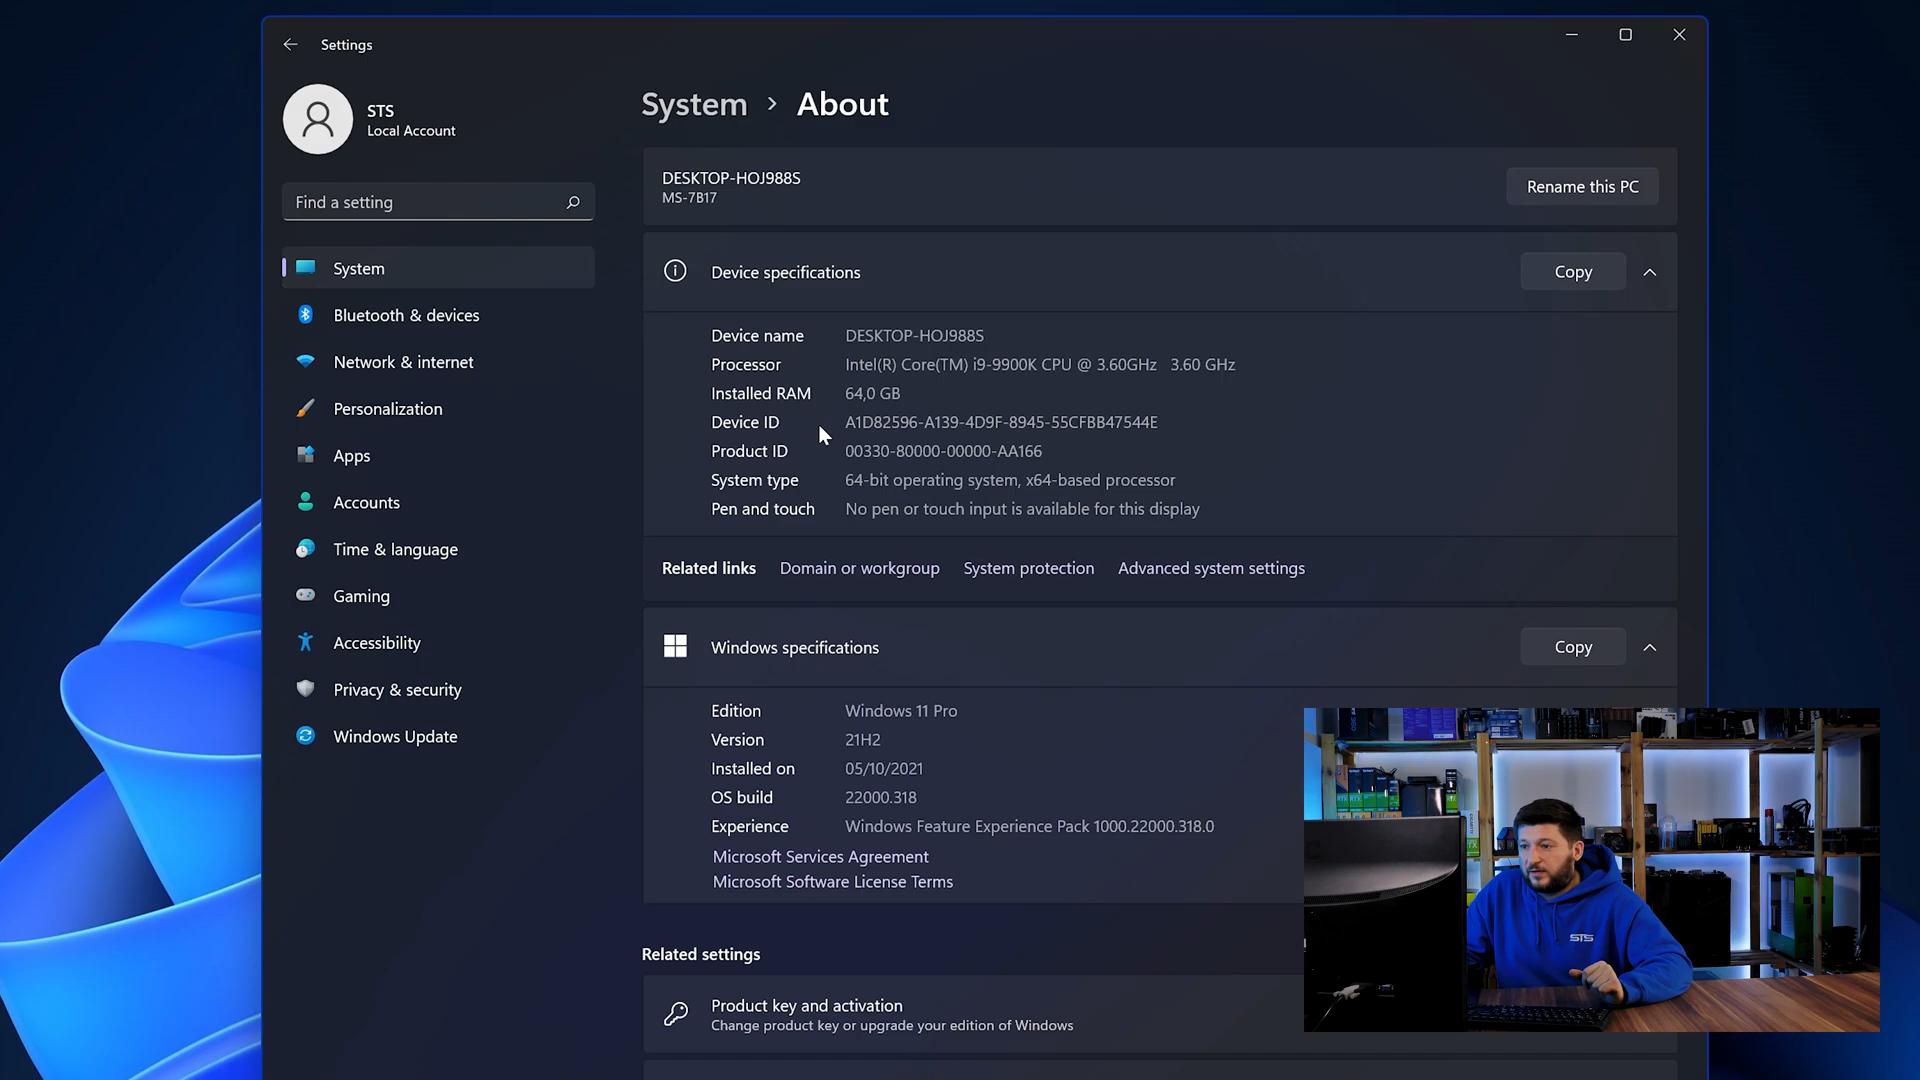 Settings
STS
Local Account
Find a setting
System
Bluetooth & devices
Network & internet
Personalization
Apps
Accounts
Time & language
Gaming
Accessibility
Privacy & security
Windows Update
System > About
DESKTOP-HOJ988S
MS-7B17
Rename this PC
Device specifications
Copy
Device name DESKTOP-HOJ988S
Processor Intel(R) Core(TM) i9-9900K CPU @ 3.60GHz 3.60 GHz
Installed RAM 64,0 GB
Device ID A1D82596-A139-4D9F-8945-55CFBB47544E
Product ID 00330-80000-00000-AA166
System type 64-bit operating system, x64-based processor
Pen and touch No pen or touch input is available for this display
Related links Domain or workgroup System protection Advanced system settings
Windows specifications
Copy
Edition Windows 11 Pro
Version 21H2
Installed on 05/10/2021
OS build 22000.318
Experience Windows Feature Experience Pack 1000.22000.318.0
Microsoft Services Agreement
Microsoft Software License Terms
Related settings
Product key and activation
Change product key or upgrade your edition of Windows
STS